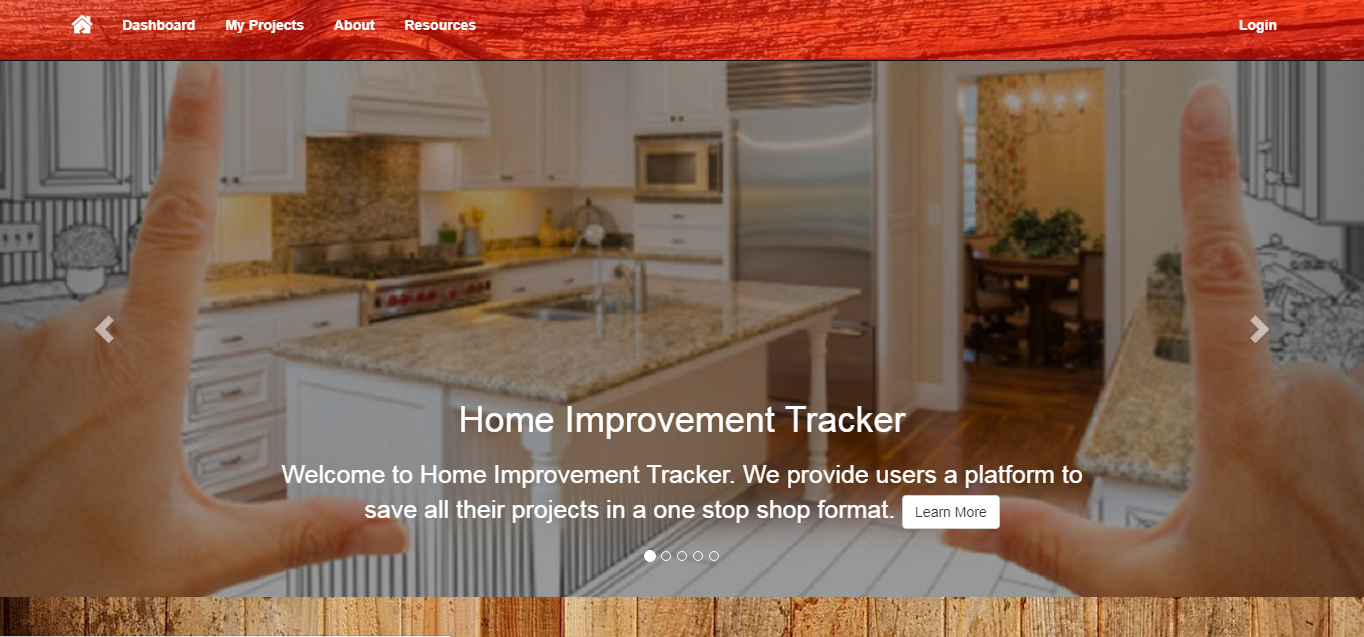 Dashboard My Projects About Resources Login
Home Improvement Tracker
Welcome to Home Improvement Tracker. We provide users a platform to
save all their projects in a one stop shop format. Learn More